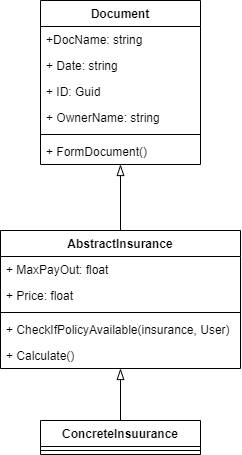 Document
+DocName: string
+ Date: string
+ ID: Guid
+ OwnerName: string
+ FormDocument()
AbstractInsurance
+ MaxPayOut: float
+ Price: float
+ CheckIfPolicyAvailable(insurance, User)
+ Calculate()
ConcreteInsuurance